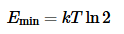 E_min = kT ln 2